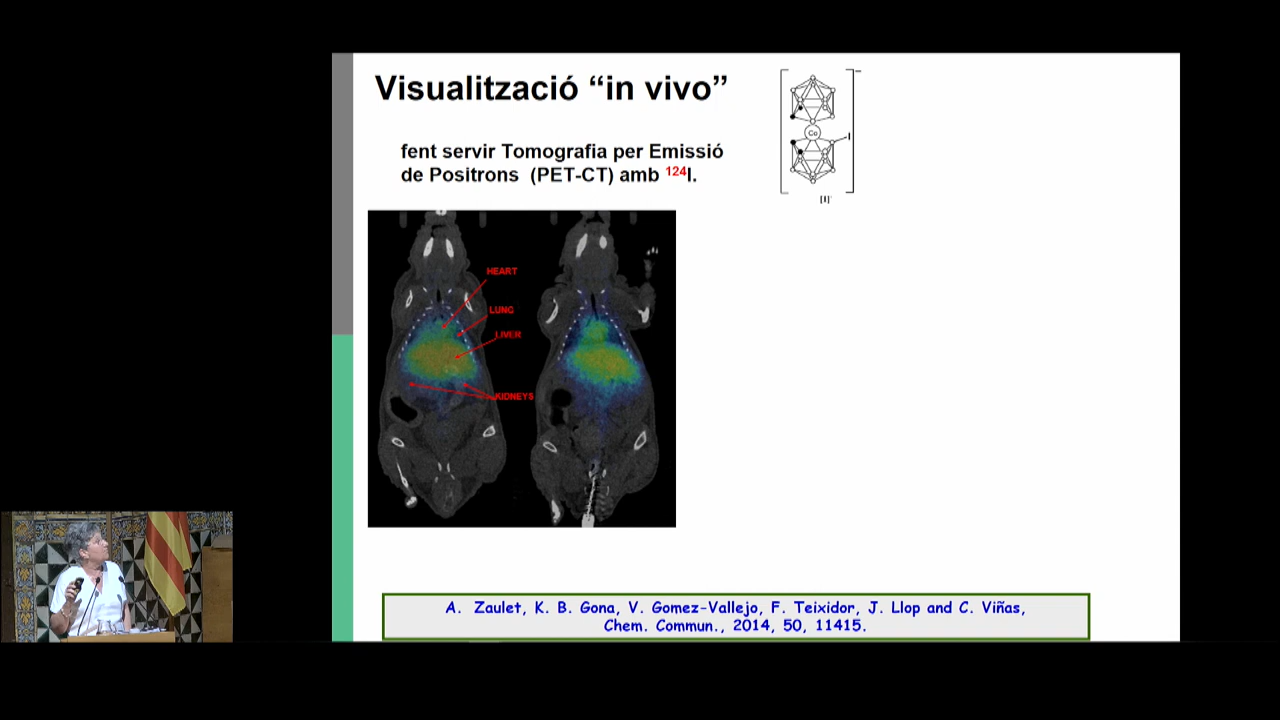 Visualització “in vivo”
fent servir Tomografia per Emissió
de Positrons (PET-CT) amb 124I.
Co
I
[I]-
HEART
LUNG
LIVER
KIDNEYS
A. Zaulet, K. B. Gona, V. Gomez-Vallejo, F. Teixidor, J. Llop and C. Viñas,
Chem. Commun., 2014, 50, 11415.